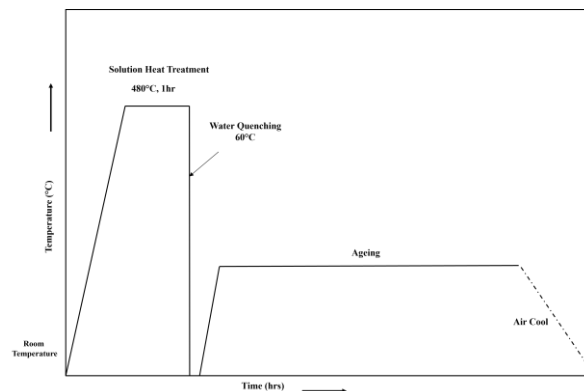 Solution Heat Treatment
480°C, 1hr
Water Quenching
60°C
Temperature (°C)
Ageing
Air Cool
Room
Temperature
Time (hrs)